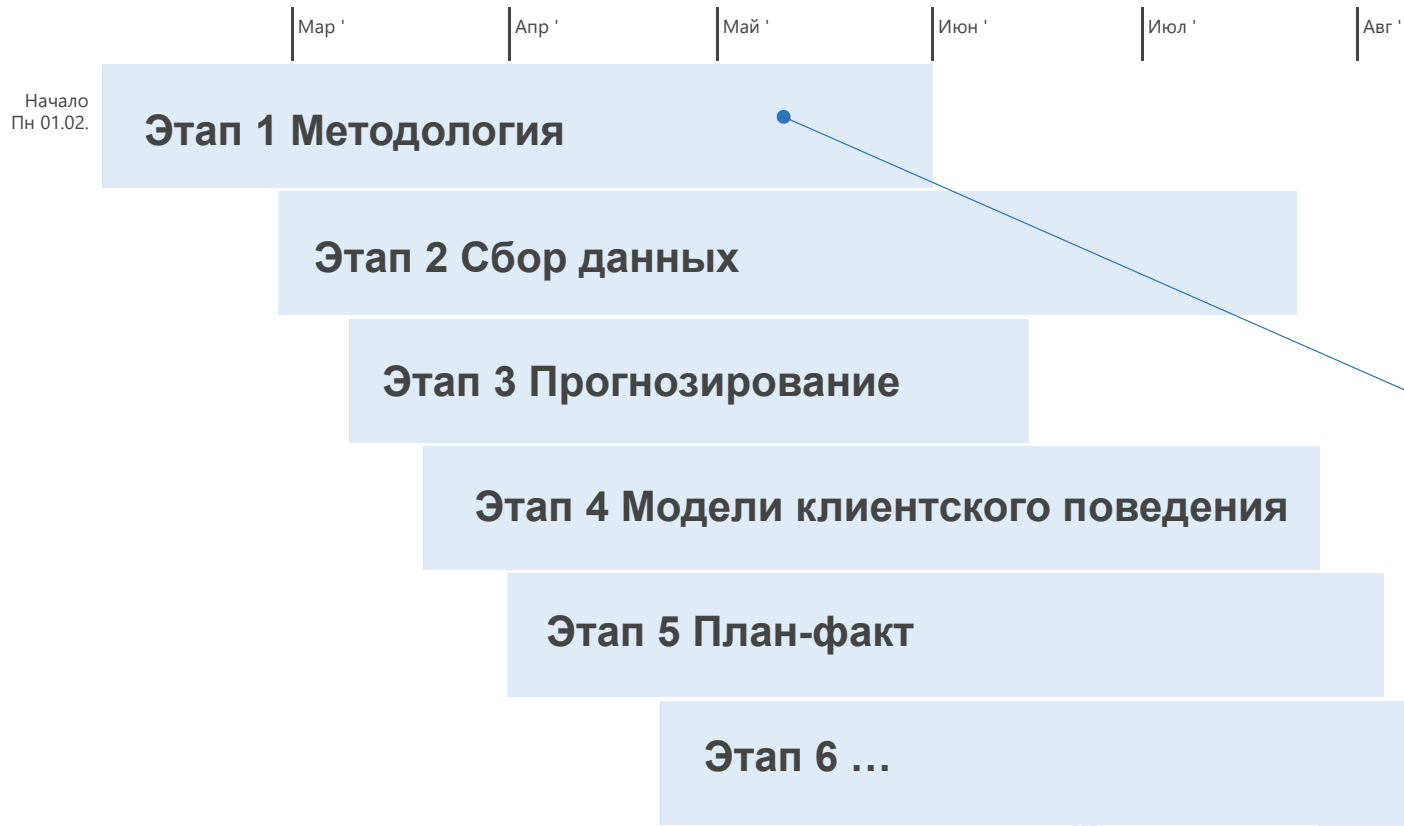 Мар '
Апр '
Май '
Июн '
Июл '
Авг '
Начало
Пн 01.02.
Этап 1 Методология
Этап 2 Сбор данных
Этап 3 Прогнозирование
Этап 4 Модели клиентского поведения
Этап 5 План-факт
Этап 6 …